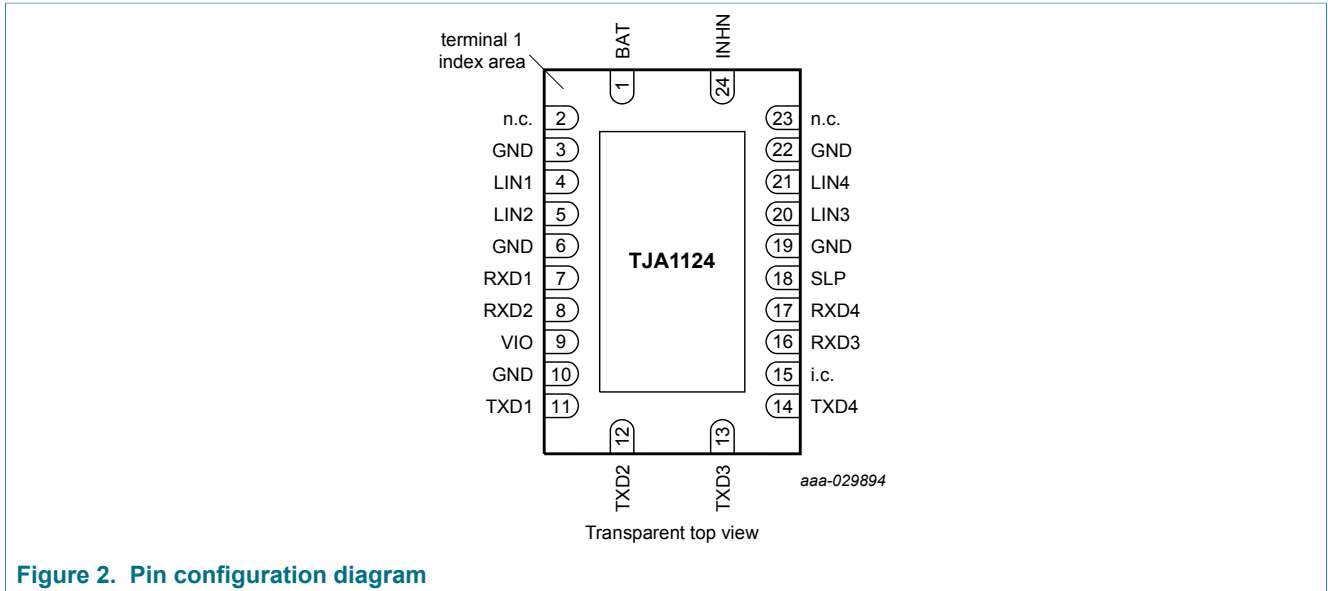 terminal 1
index area
BAT
INHN
1
24
n.c. 2
23 n.c.
GND 3
22 GND
LIN1 4
21 LIN4
LIN2 5
20 LIN3
GND 6
19 GND
TJA1124
RXD1 7
18 SLP
RXD2 8
17 RXD4
VIO 9
16 RXD3
GND 10
15 i.c.
TXD1 11
14 TXD4
12
13
TXD2
TXD3
aaa-029894
Transparent top view
Figure 2. Pin configuration diagram